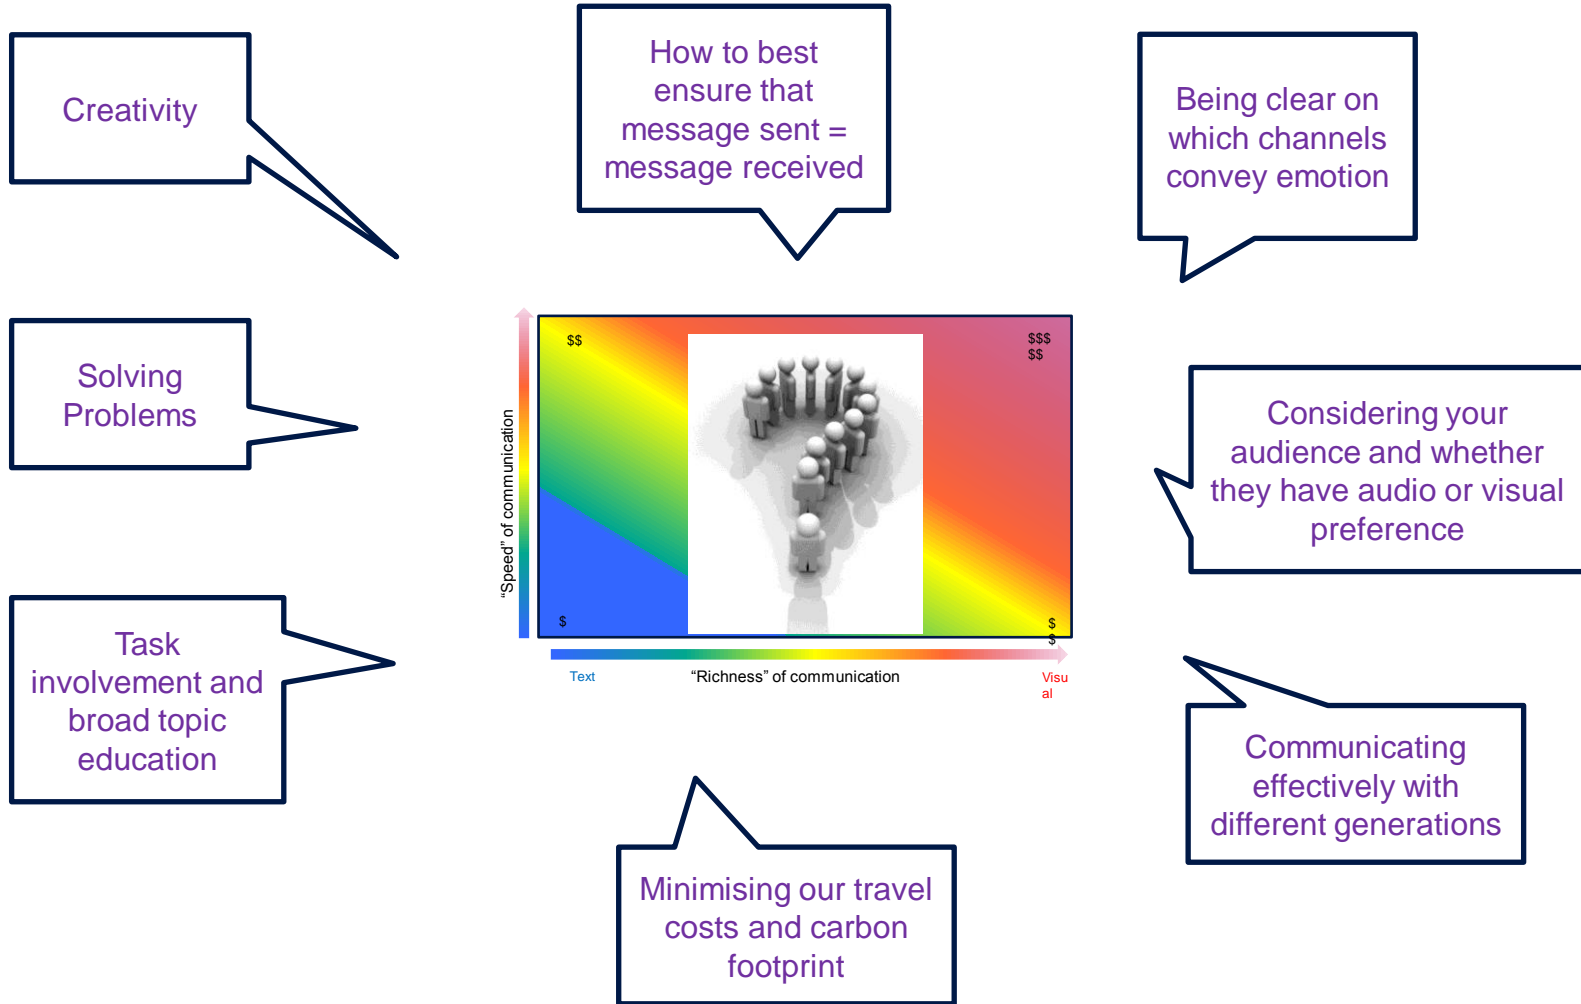 Creativity
How to best
ensure that
message sent =
message received
Being clear on
which channels
convey emotion
Solving
Problems
“Speed” of communication
$$
$$$
$$
$
$
$
Text
“Richness” of communication
Visu
al
Considering your
audience and whether
they have audio or visual
preference
Task
involvement and
broad topic
education
Communicating
effectively with
different generations
Minimising our travel
costs and carbon
footprint